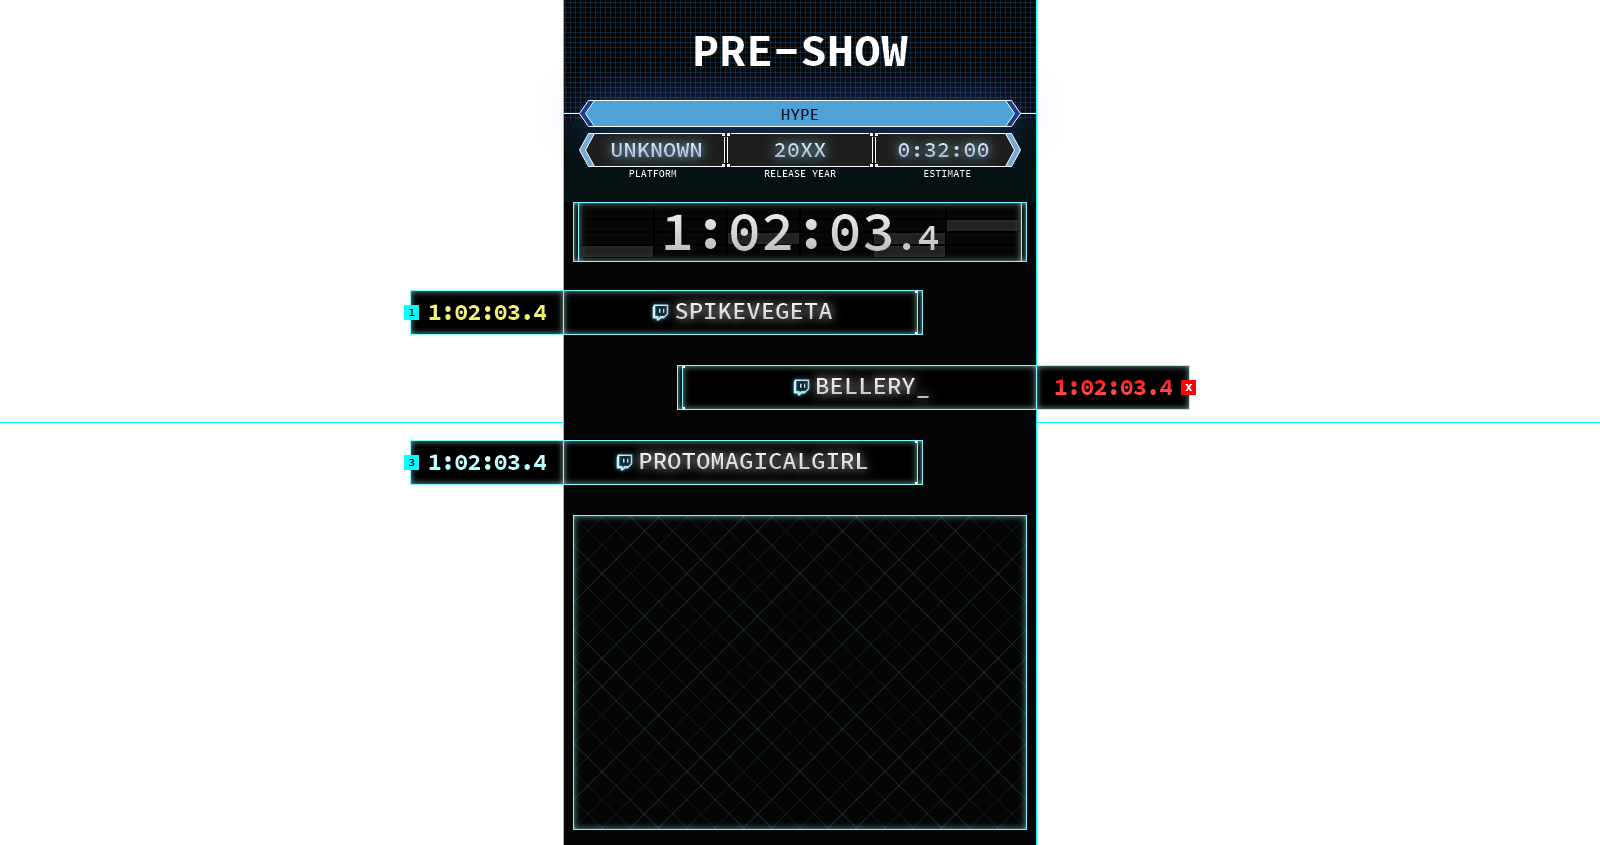 PRE-SHOW
HYPE
UNKNOWN 20XX 0:32:00
PLATFORM RELEASE YEAR ESTIMATE
1:02:03.4
1 1:02:03.4 SPIKEVEGETA
BELLERY_ 1:02:03.4 X
3 1:02:03.4 PROTOMAGICALGIRL